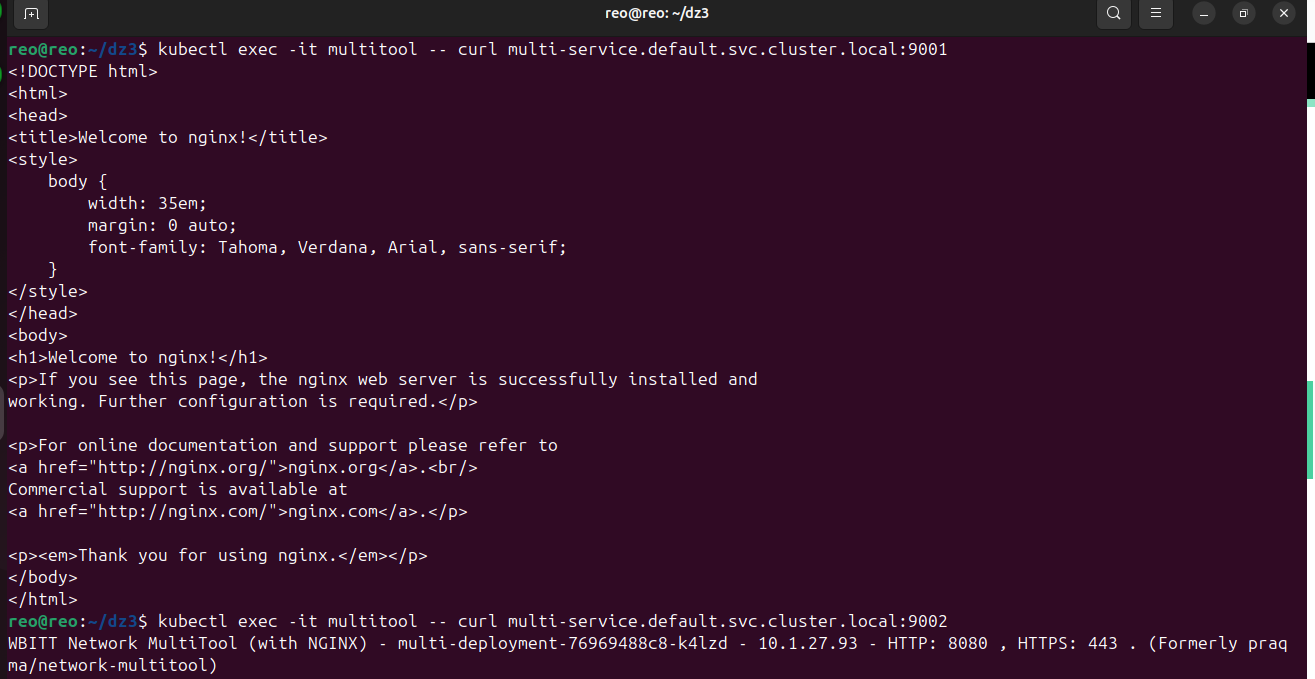 reo@reo: ~/dz3
reo@reo:~/dz3$ kubectl exec -it multitool -- curl multi-service.default.svc.cluster.local:9001
<!DOCTYPE html>
<html>
<head>
<title>Welcome to nginx!</title>
<style>
    body {
        width: 35em;
        margin: 0 auto;
        font-family: Tahoma, Verdana, Arial, sans-serif;
    }
</style>
</head>
<body>
<h1>Welcome to nginx!</h1>
<p>If you see this page, the nginx web server is successfully installed and
working. Further configuration is required.</p>

<p>For online documentation and support please refer to
<a href="http://nginx.org/">nginx.org</a>.<br/>
Commercial support is available at
<a href="http://nginx.com/">nginx.com</a>.</p>

<p><em>Thank you for using nginx.</em></p>
</body>
</html>
reo@reo:~/dz3$ kubectl exec -it multitool -- curl multi-service.default.svc.cluster.local:9002
WBITT Network MultiTool (with NGINX) - multi-deployment-76969488c8-k4lzd - 10.1.27.93 - HTTP: 8080 , HTTPS: 443 . (Formerly praq
ma/network-multitool)